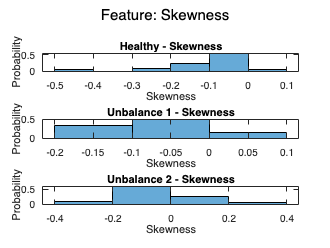 Feature: Skewness
Healthy - Skewness
Probability
0.5
0
-0.5 -0.4 -0.3 -0.2 -0.1 0 0.1
Skewness
Unbalance 1 - Skewness
Probability
0.5
0
-0.2 -0.15 -0.1 -0.05 0 0.05 0.1
Skewness
Unbalance 2 - Skewness
Probability
0.5
0
-0.4 -0.2 0 0.2 0.4
Skewness